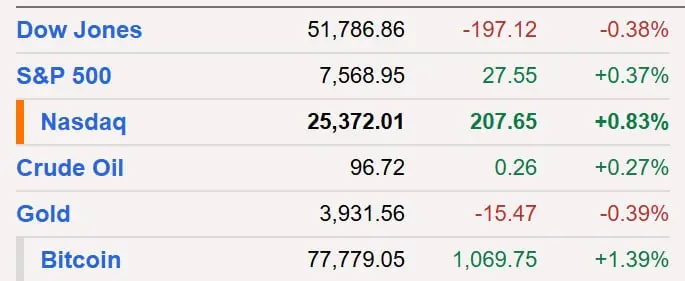 Dow Jones 51,786.86 -197.12 -0.38%
S&P 500 7,568.95 27.55 +0.37%
Nasdaq 25,372.01 207.65 +0.83%
Crude Oil 96.72 0.26 +0.27%
Gold 3,931.56 -15.47 -0.39%
Bitcoin 77,779.05 1,069.75 +1.39%